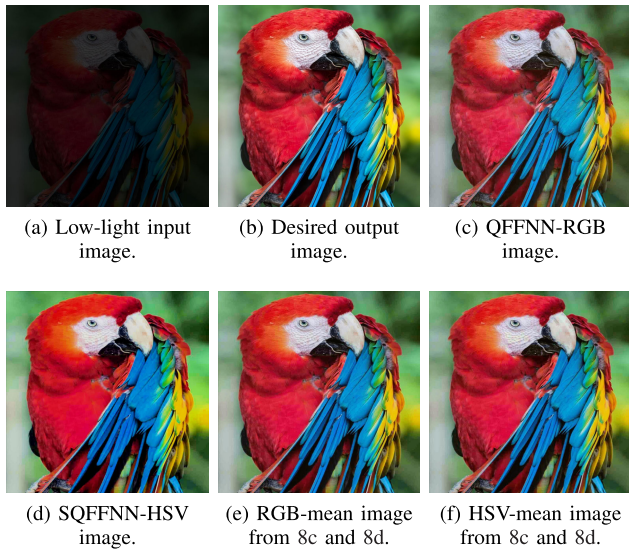 (a) Low-light input
image.
(b) Desired output
image.
(c) QFFNN-RGB
image.
(d) SQFFNN-HSV
image.
(e) RGB-mean image
from 8c and 8d.
(f) HSV-mean image
from 8c and 8d.